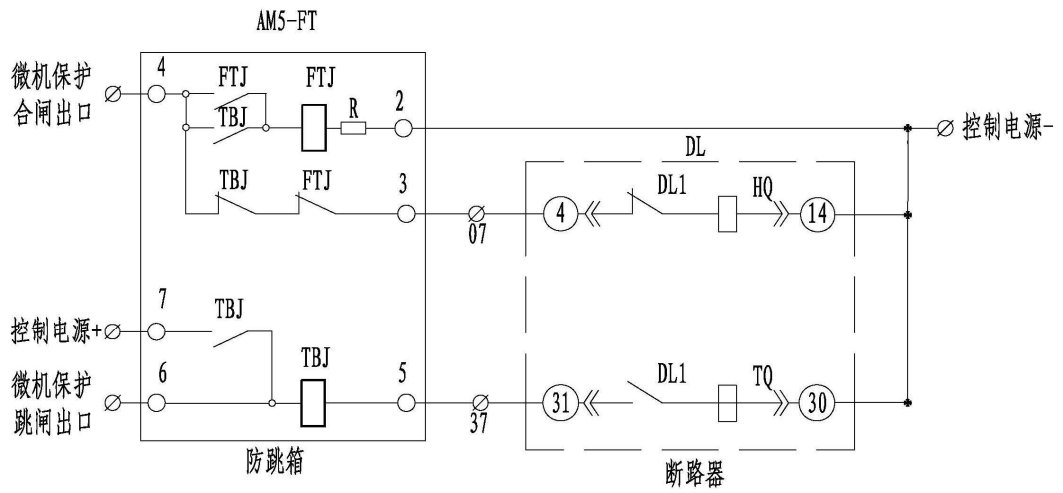 AM5-FT
微机保护
合闸出口
4
FTJ
FTJ
TBJ
R
2
控制电源-
DL
TBJ
FTJ
3
07
4
DL1
HQ
14
控制电源+
7
TBJ
微机保护
跳闸出口
6
TBJ
5
37
31
DL1
TQ
30
防跳箱
断路器